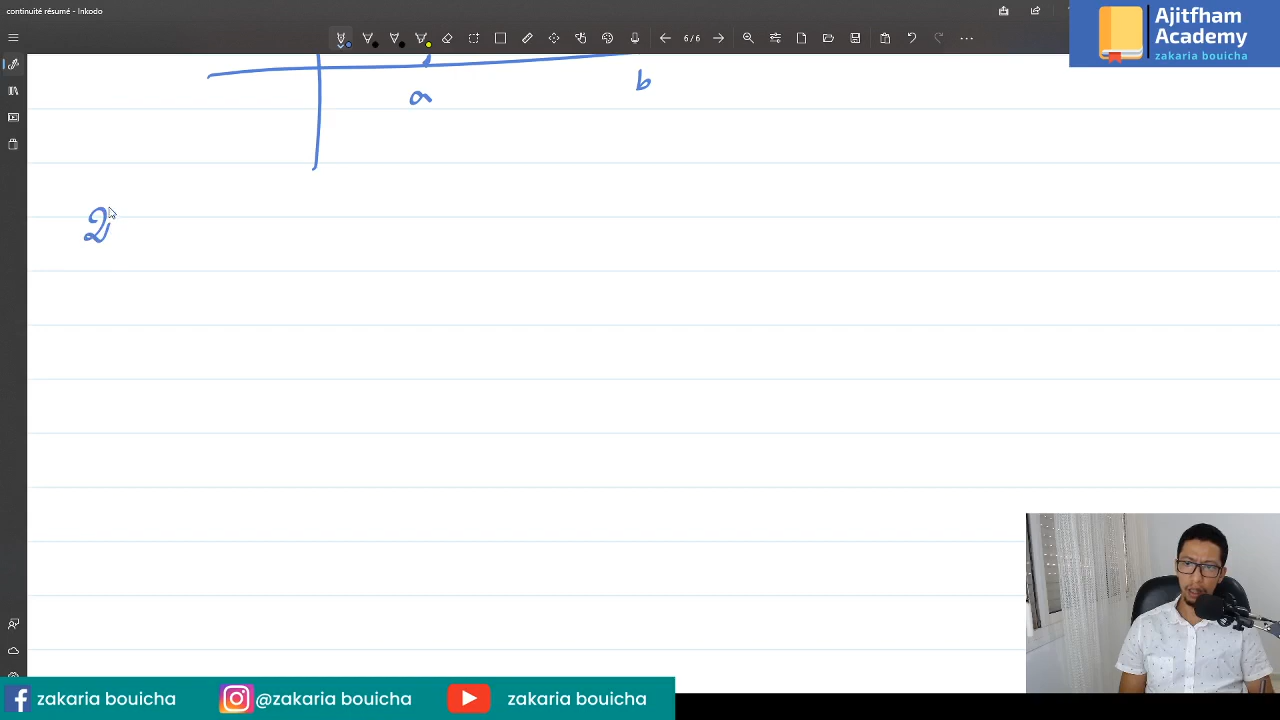 continuité résumé - Inkodo
6/6
Ajitfham
Academy
zakaria bouicha
a
b
2
zakaria bouicha
@zakaria bouicha
zakaria bouicha